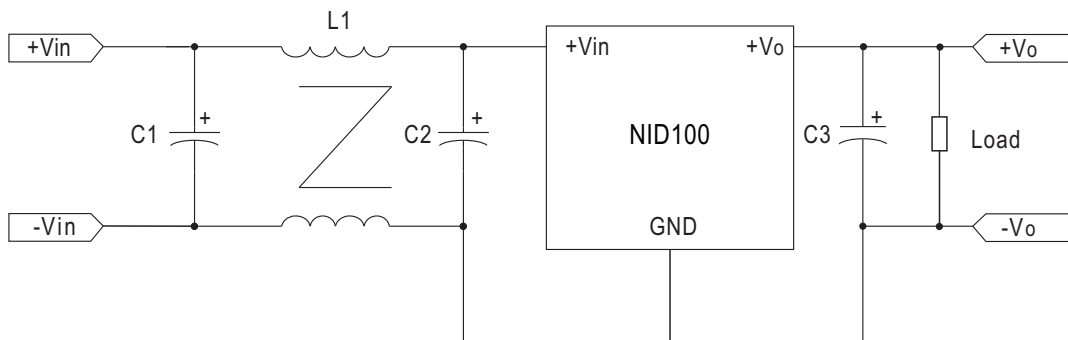 L1
+Vin
+Vin
+Vo
+Vo
C1
+
C2
+
NID100
C3
+
Load
-Vin
GND
-Vo